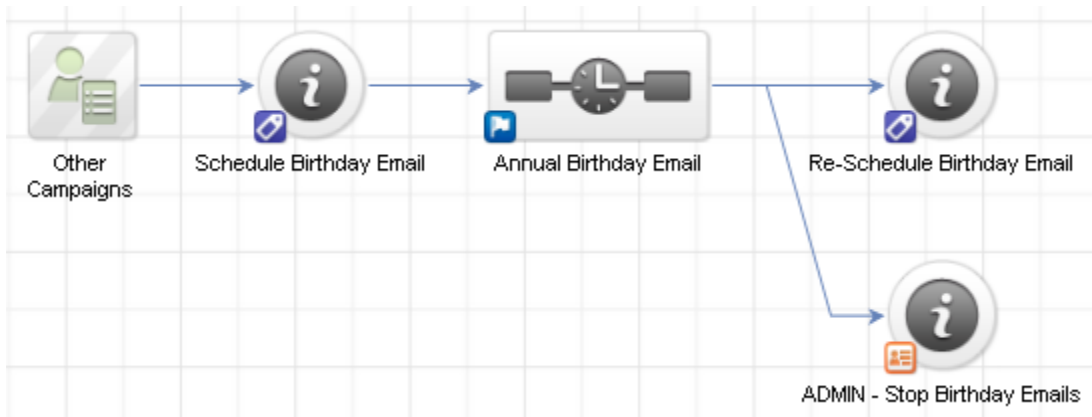 Other
Campaigns
Schedule Birthday Email
Annual Birthday Email
Re-Schedule Birthday Email
ADMIN - Stop Birthday Emails